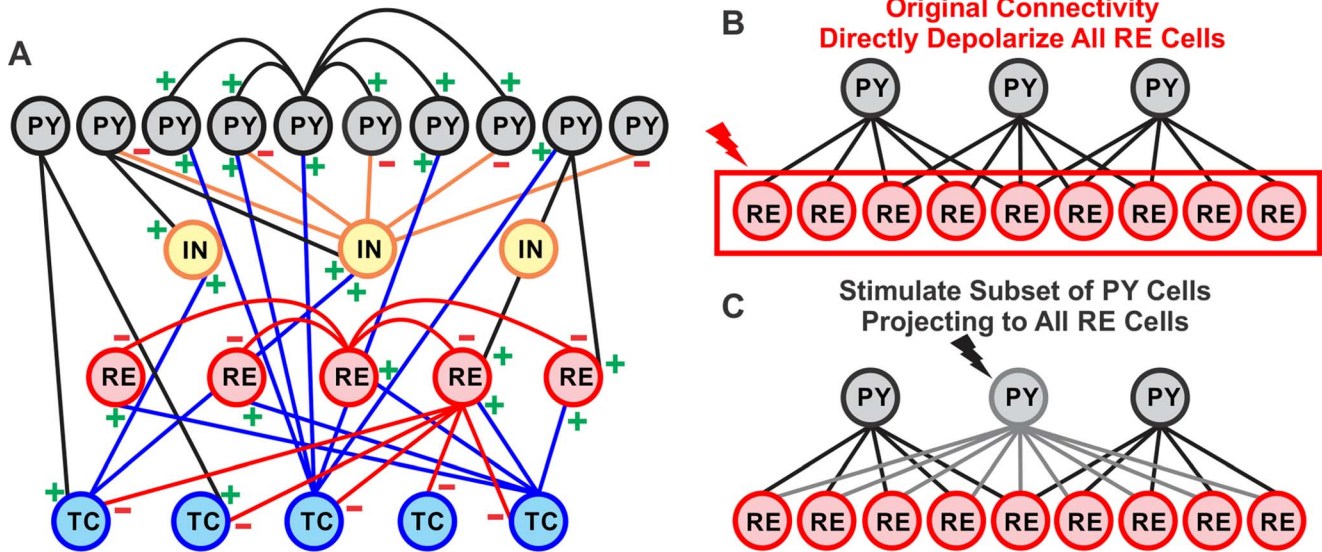 A
PY PY PY PY PY PY PY PY PY PY
IN IN IN
RE RE RE RE RE
TC TC TC TC TC
B
Original Connectivity
Directly Depolarize All RE Cells
PY PY PY
RE RE RE RE RE RE RE RE RE
C
Stimulate Subset of PY Cells
Projecting to All RE Cells
PY PY PY
RE RE RE RE RE RE RE RE RE